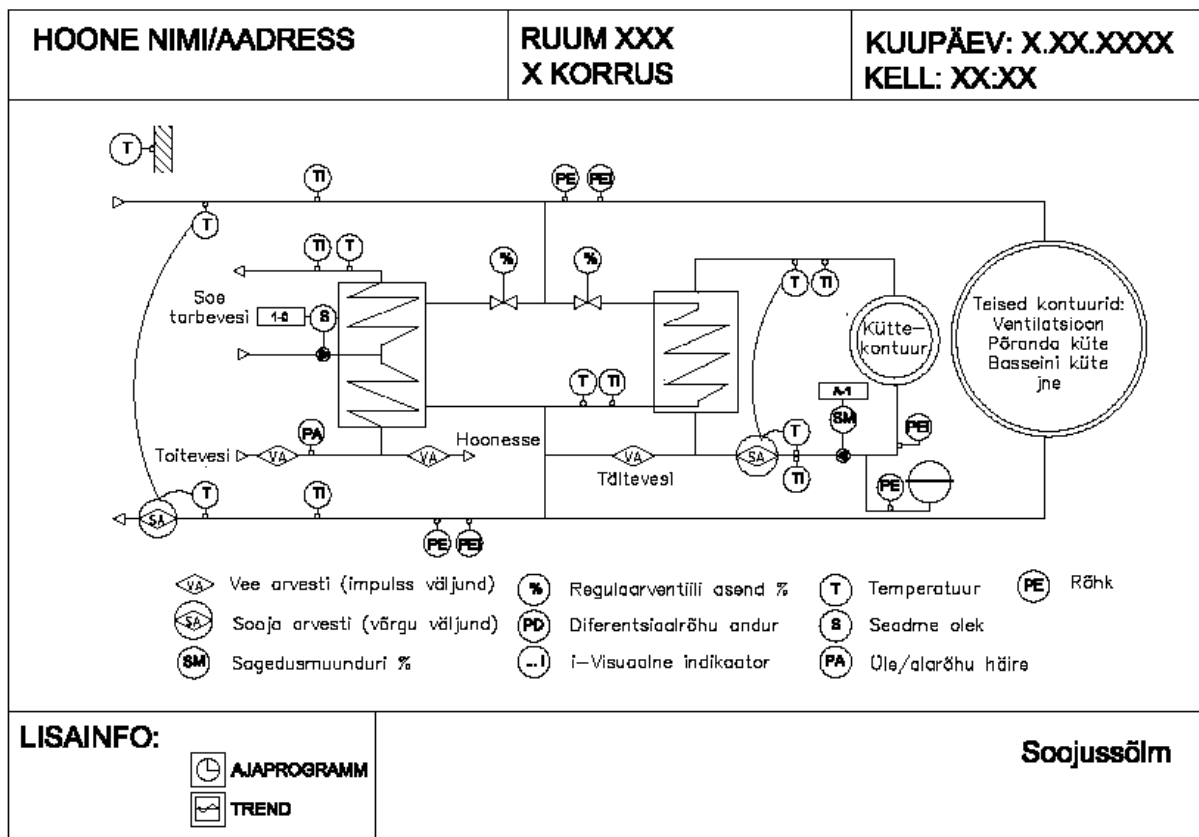 HOONE NIMI/AADRESS
RUUM XXX
X KORRUS
KUUPÄEV: X.XX.XXXX
KELL: XX:XX
T
TI
PE
PEI
T
TI
T
%
%
T
TI
Soe
tarbevesi
1-0
S
Kütte-
kontuur
Teised kontuurid:
Ventilatsioon
Põranda küte
Basseini küte
jne
T
TI
A-1
SM
PEI
PA
T
Toitevesi
VA
VA
Hoonesse
VA
Täitevesi
SA
TI
PE
T
TI
SA
PE
PEI
VA
Vee arvesti (impulss väljund)
%
Regulaarventiili asend %
T
Temperatuur
PE
Rõhk
SA
Sooja arvesti (võrgu väljund)
PD
Diferentsiaalrõhu andur
S
Seadme olek
SM
Sagedusmuunduri %
...I
i-Visuaalne indikaator
PA
Üle/alarõhu häire
LISAINFO:
AJAPROGRAMM
TREND
Soojussõlm